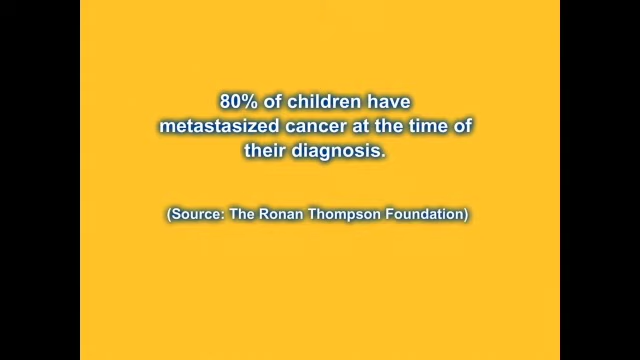 80% of children have
metastasized cancer at the time of
their diagnosis.
(Source: The Ronan Thompson Foundation)